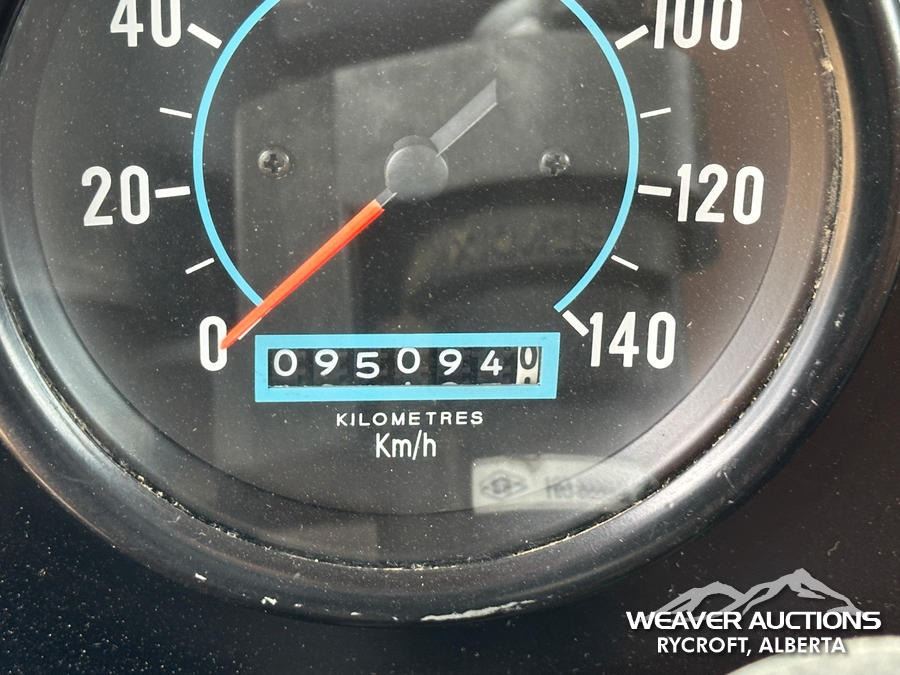 40
100
20
120
0
140
0950940
KILOMETRES
Km/h
WEAVER AUCTIONS
RYCROFT, ALBERTA